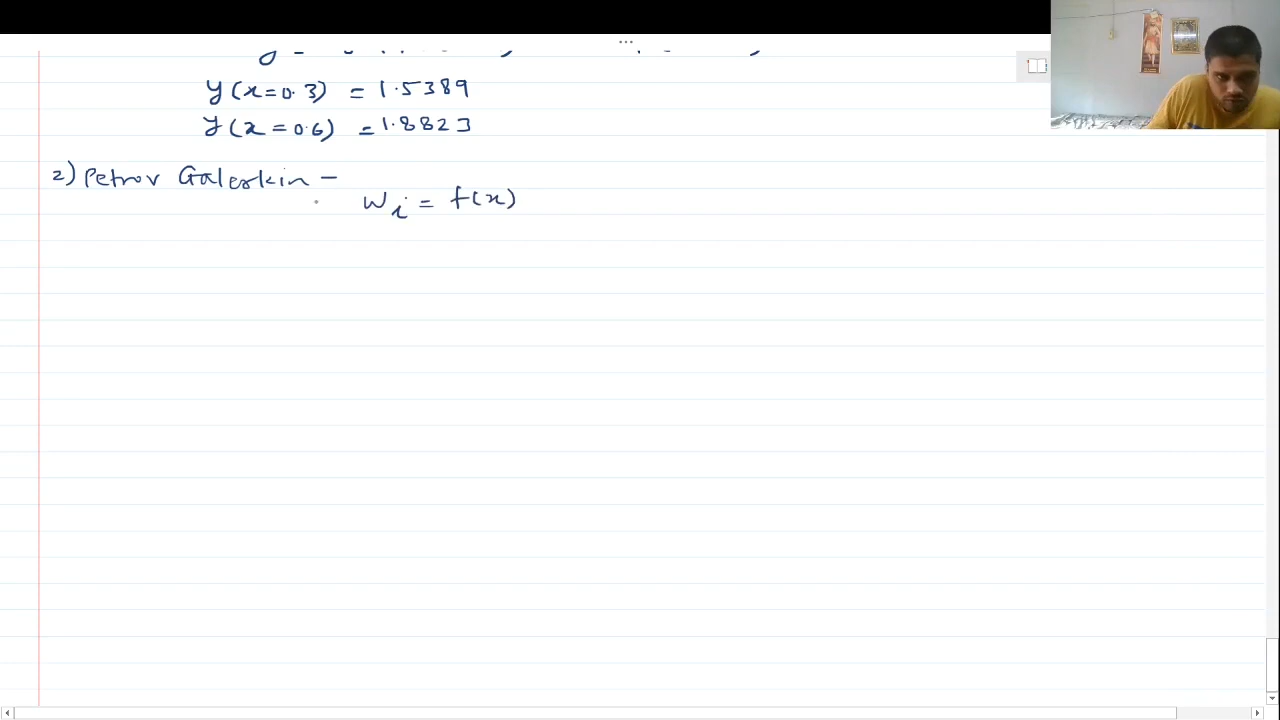 y(x=0.3) = 1.5389
y(x=0.6) = 1.8823
2) Petrov Galerkin -
Wi = f(x)